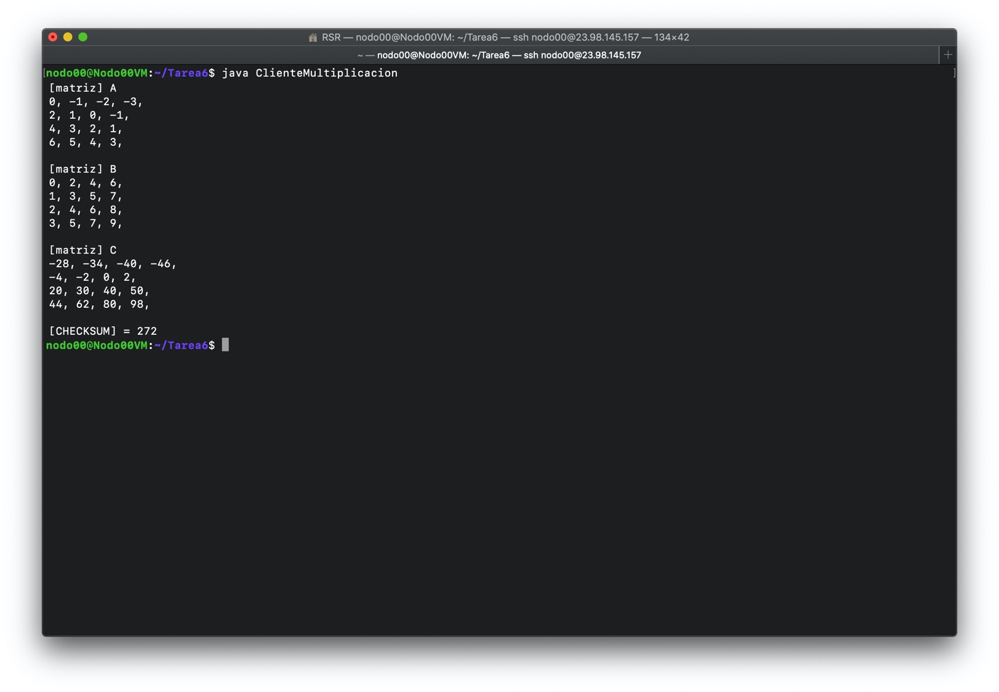 RSR — nodo00@Nodo00VM: ~/Tarea6 — ssh nodo00@23.98.145.157 — 134×42
~ — nodo00@Nodo00VM: ~/Tarea6 — ssh nodo00@23.98.145.157
[nodo00@Nodo00VM:~/Tarea6$ java ClienteMultiplicacion ]
[matriz] A
0, -1, -2, -3,
2, 1, 0, -1,
4, 3, 2, 1,
6, 5, 4, 3,
[matriz] B
0, 2, 4, 6,
1, 3, 5, 7,
2, 4, 6, 8,
3, 5, 7, 9,
[matriz] C
-28, -34, -40, -46,
-4, -2, 0, 2,
20, 30, 40, 50,
44, 62, 80, 98,
[CHECKSUM] = 272
nodo00@Nodo00VM:~/Tarea6$